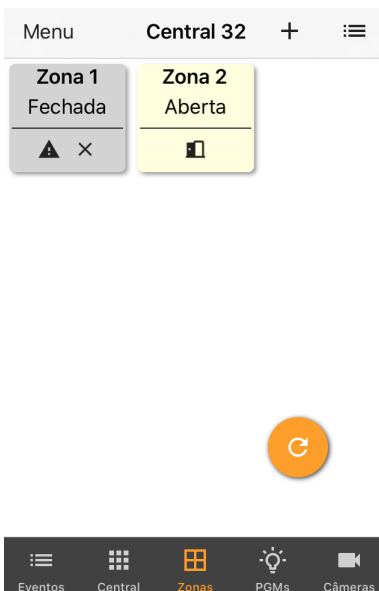 Menu Central 32
Zona 1
Fechada
Zona 2
Aberta
Eventos Central Zonas PGMs Câmeras